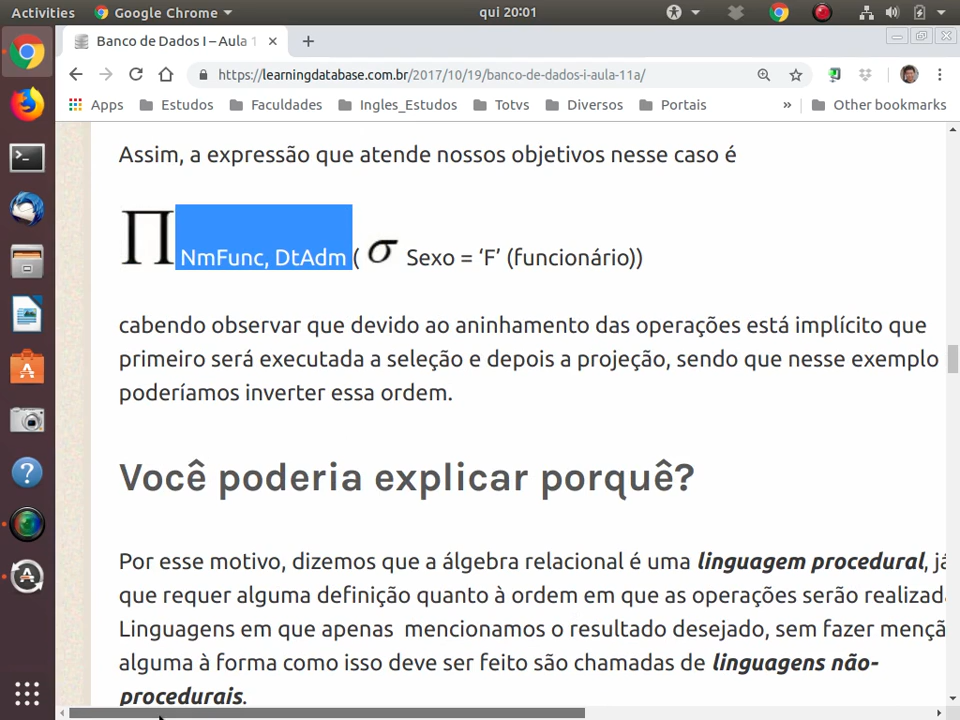 Activities Google Chrome qui 20:01
Banco de Dados I – Aula 1
https://learningdatabase.com.br/2017/10/19/banco-de-dados-i-aula-11a/
Apps Estudos Faculdades Ingles_Estudos Totvs Diversos Portais » Other bookmarks
Assim, a expressão que atende nossos objetivos nesse caso é
∏ NmFunc, DtAdm ( σ Sexo = ‘F’ (funcionário))
cabendo observar que devido ao aninhamento das operações está implícito que
primeiro será executada a seleção e depois a projeção, sendo que nesse exemplo
poderíamos inverter essa ordem.
Você poderia explicar porquê?
Por esse motivo, dizemos que a álgebra relacional é uma linguagem procedural, já
que requer alguma definição quanto à ordem em que as operações serão realizad
Linguagens em que apenas mencionamos o resultado desejado, sem fazer mençã
alguma à forma como isso deve ser feito são chamadas de linguagens não-
procedurais.